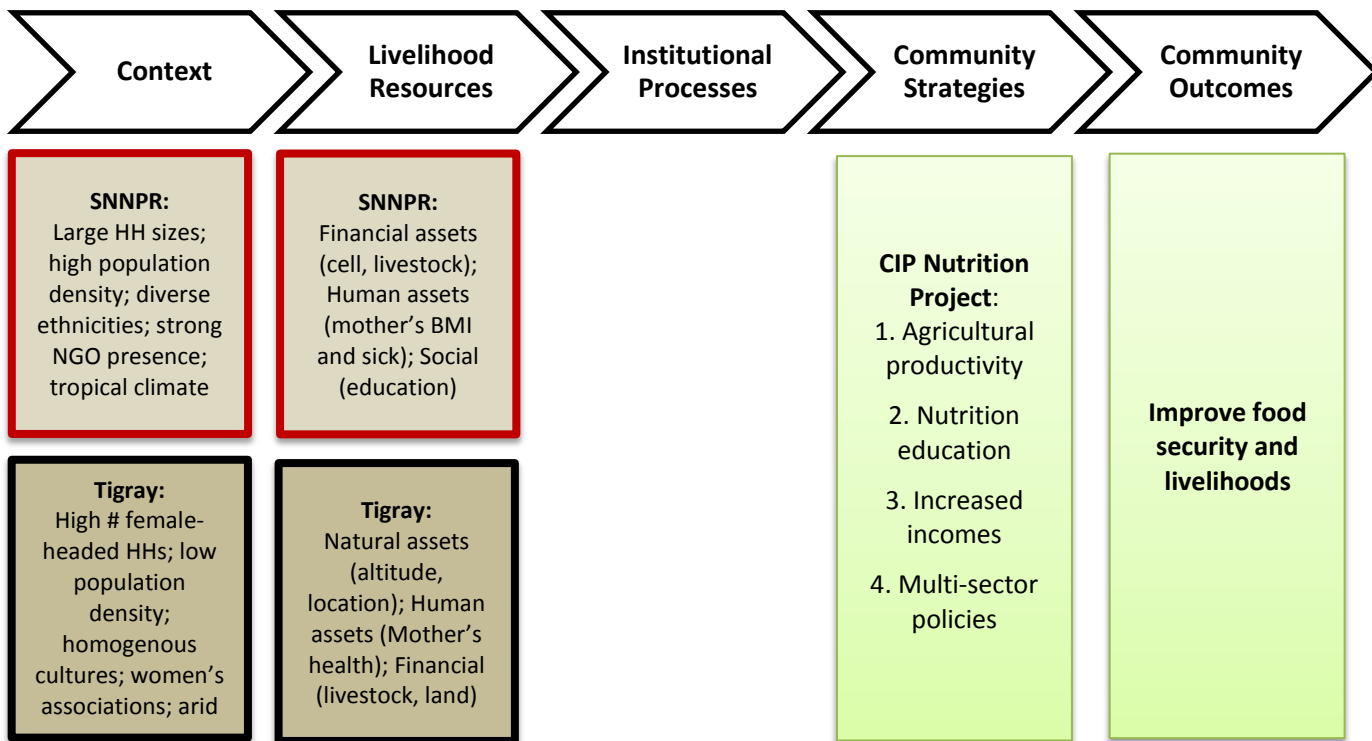 Context
Livelihood
Resources
Institutional
Processes
Community
Strategies
Community
Outcomes
SNNPR:
Large HH sizes;
high population
density; diverse
ethnicities; strong
NGO presence;
tropical climate
SNNPR:
Financial assets
(cell, livestock);
Human assets
(mother’s BMI
and sick); Social
(education)
Tigray:
High # female-
headed HHs; low
population
density;
homogenous
cultures; women’s
associations; arid
Tigray:
Natural assets
(altitude,
location); Human
assets (Mother’s
health); Financial
(livestock, land)
CIP Nutrition
Project:
1. Agricultural
productivity
2. Nutrition
education
3. Increased
incomes
4. Multi-sector
policies
Improve food
security and
livelihoods